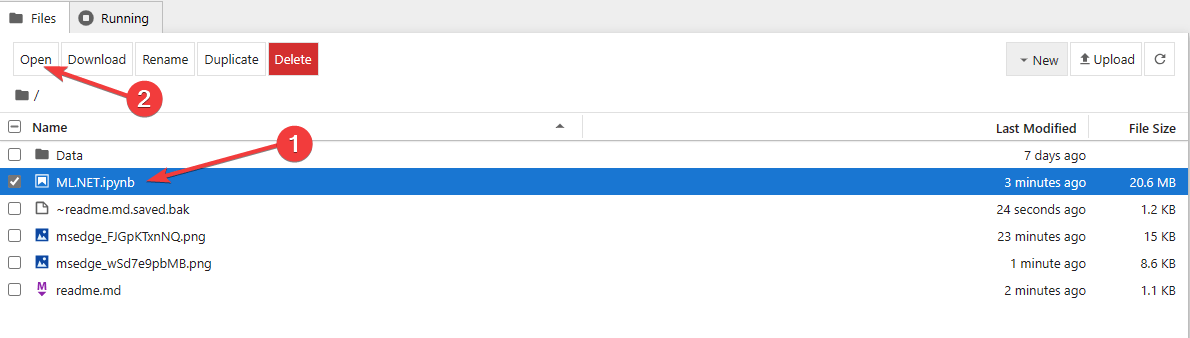 Files Running
Open Download Rename Duplicate Delete New Upload
2
/
Name Last Modified File Size
1
Data 7 days ago
ML.NET.ipynb 3 minutes ago 20.6 MB
~readme.md.saved.bak 24 seconds ago 1.2 KB
msedge_FJGpKTxnNQ.png 23 minutes ago 15 KB
msedge_wSd7e9pbMB.png 1 minute ago 8.6 KB
readme.md 2 minutes ago 1.1 KB